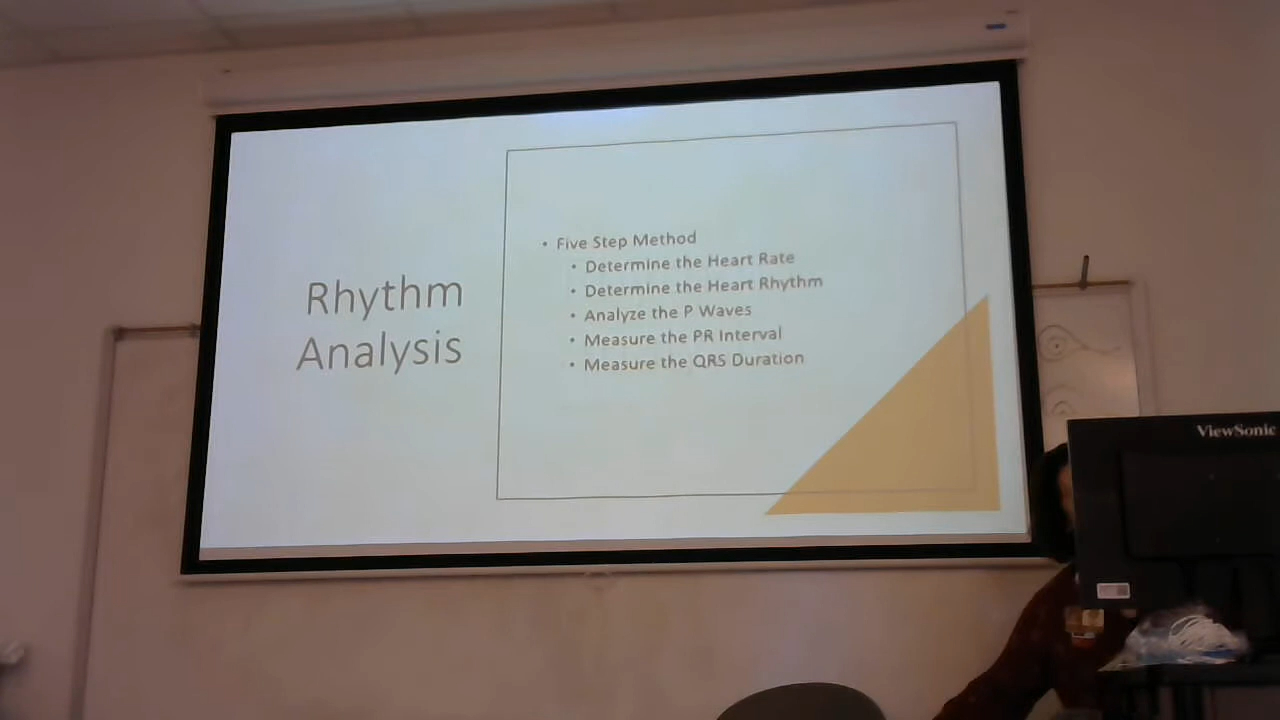 Rhythm
Analysis
• Five Step Method
• Determine the Heart Rate
• Determine the Heart Rhythm
• Analyze the P Waves
• Measure the PR Interval
• Measure the QRS Duration
ViewSonic